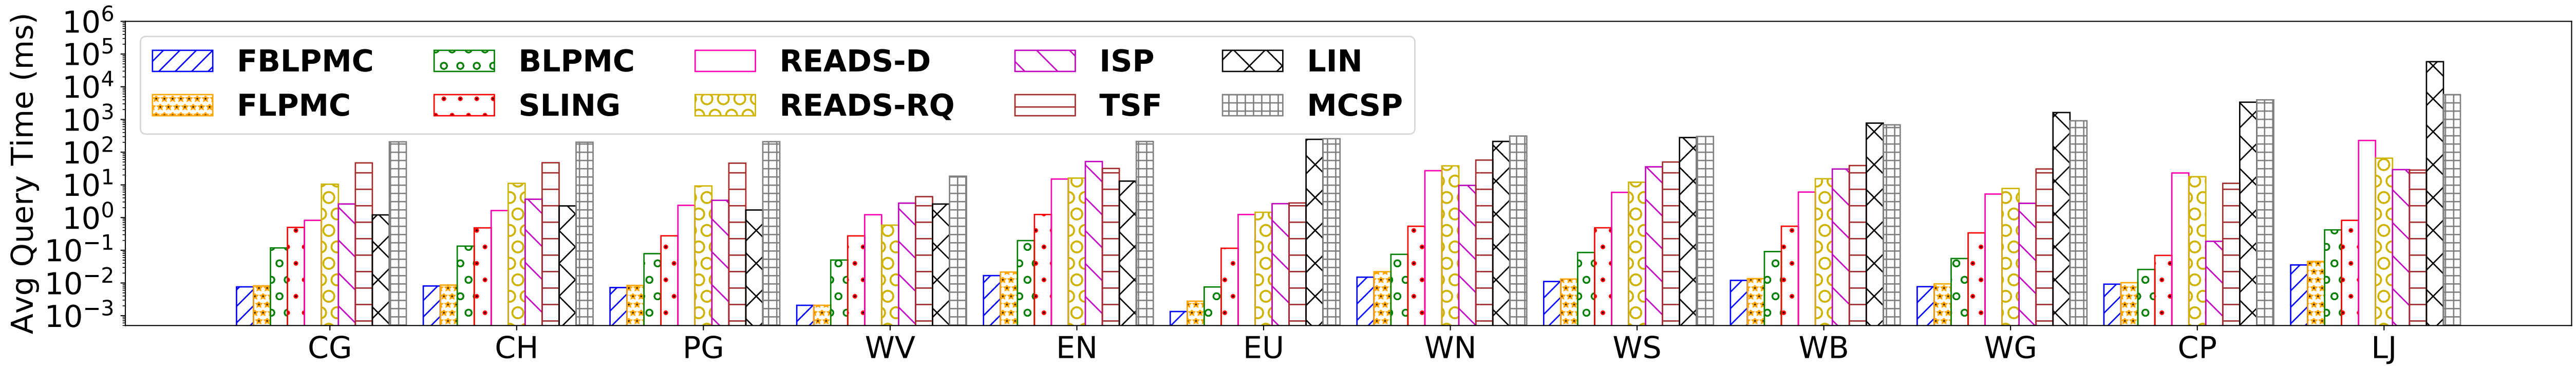 Avg Query Time (ms)
10^6
10^5
10^4
10^3
10^2
10^1
10^0
10^-1
10^-2
10^-3
FBLPMC BLPMC READS-D ISP LIN
FLPMC SLING READS-RQ TSF MCSP
CG CH PG WV EN EU WN WS WB WG CP LJ